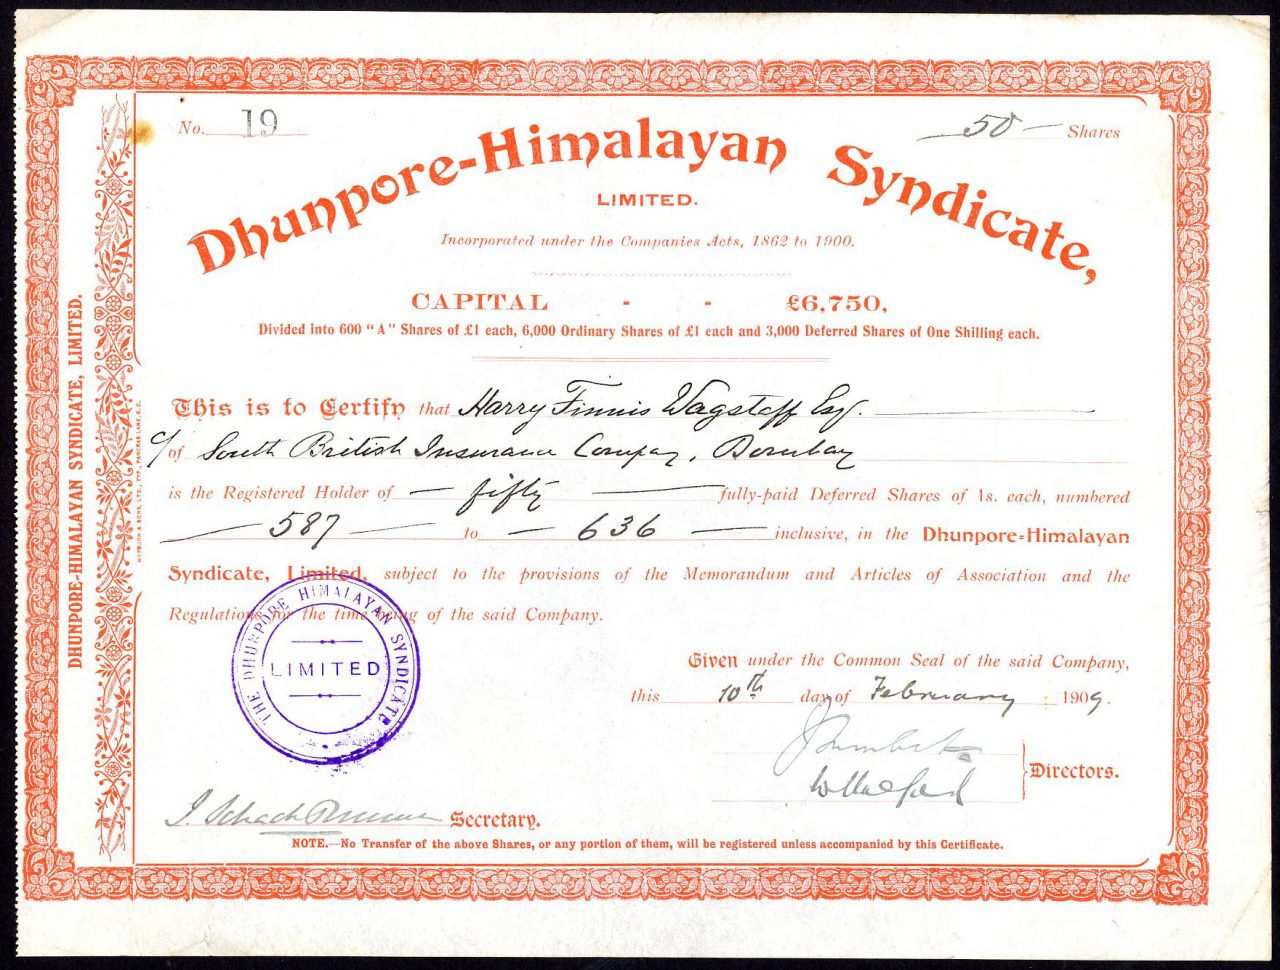 No. 19
50 Shares
Dhunpore-Himalayan Syndicate,
LIMITED.
Incorporated under the Companies Acts, 1862 to 1900.
CAPITAL - - £6,750,
Divided into 600 "A" Shares of £1 each, 6,000 Ordinary Shares of £1 each and 3,000 Deferred Shares of One Shilling each.
This is to Certify that Harry Finnis Wagstaff Esq.
c/of South British Insurance Company, Bombay
is the Registered Holder of — fifty — fully-paid Deferred Shares of 1s. each, numbered
— 587 — to — 636 — inclusive, in the Dhunpore-Himalayan
Syndicate, Limited, subject to the provisions of the Memorandum and Articles of Association and the
Regulations for the time being of the said Company.
THE DHUNPORE HIMALAYAN SYNDICATE
LIMITED
Given under the Common Seal of the said Company,
this 10th day of February 1909.
Directors.
Secretary.
NOTE.—No Transfer of the above Shares, or any portion of them, will be registered unless accompanied by this Certificate.
DHUNPORE-HIMALAYAN SYNDICATE, LIMITED.